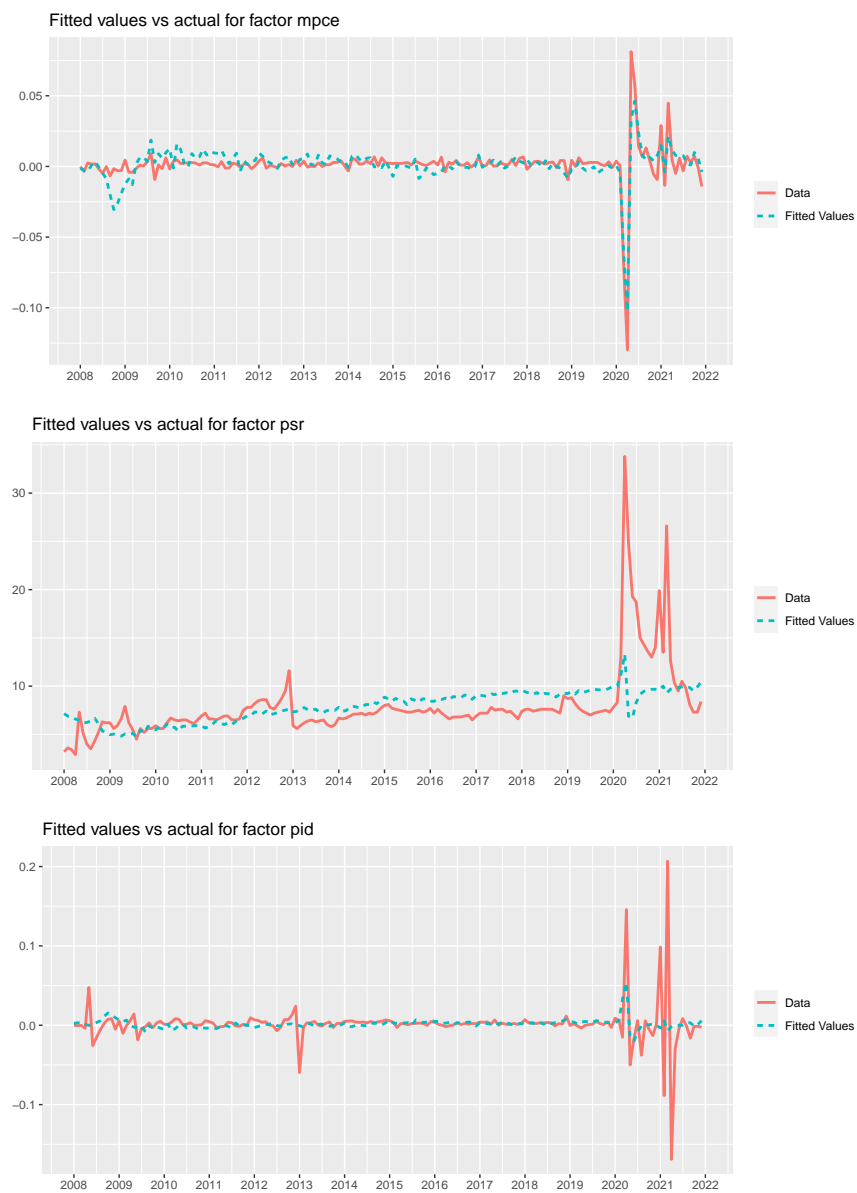 Fitted values vs actual for factor mpce
0.05
0.00
−0.05
−0.10
2008 2009 2010 2011 2012 2013 2014 2015 2016 2017 2018 2019 2020 2021 2022
Data
Fitted Values
Fitted values vs actual for factor psr
30
20
10
2008 2009 2010 2011 2012 2013 2014 2015 2016 2017 2018 2019 2020 2021 2022
Data
Fitted Values
Fitted values vs actual for factor pid
0.2
0.1
0.0
−0.1
2008 2009 2010 2011 2012 2013 2014 2015 2016 2017 2018 2019 2020 2021 2022
Data
Fitted Values